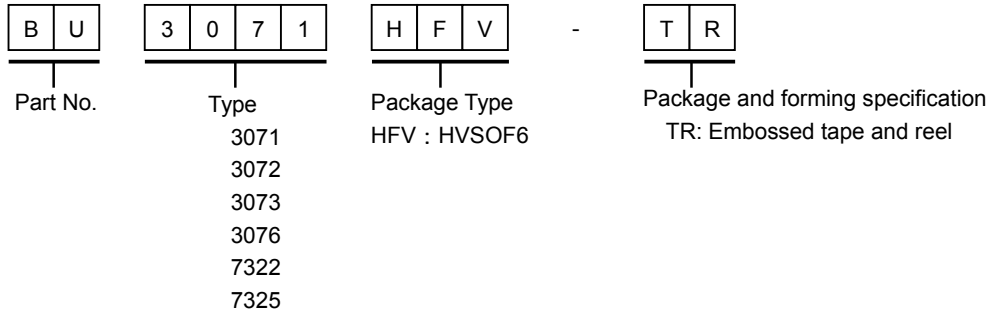 B U 3 0 7 1 H F V - T R
Part No. Type Package Type Package and forming specification
3071 HFV : HVSOF6 TR: Embossed tape and reel
3072
3073
3076
7322
7325